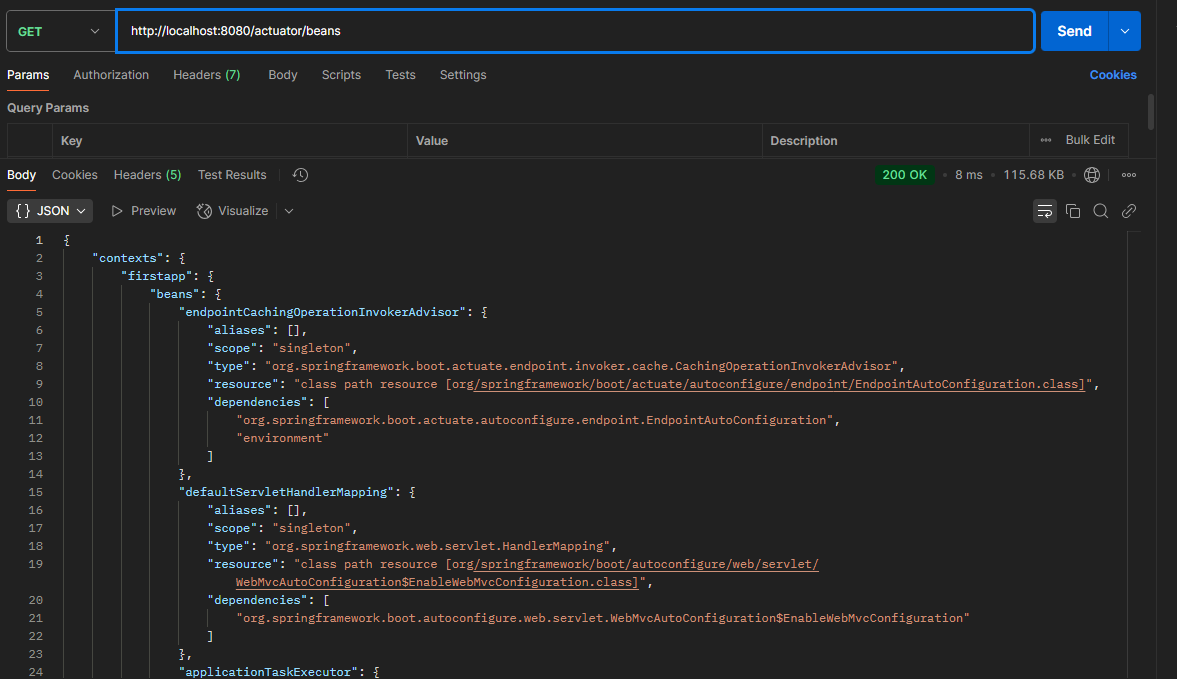 GET http://localhost:8080/actuator/beans Send
Params Authorization Headers (7) Body Scripts Tests Settings Cookies
Query Params
Key Value Description Bulk Edit
Body Cookies Headers (5) Test Results 200 OK • 8 ms • 115.68 KB •
{} JSON Preview Visualize
1 {
2 "contexts": {
3 "firstapp": {
4 "beans": {
5 "endpointCachingOperationInvokerAdvisor": {
6 "aliases": [],
7 "scope": "singleton",
8 "type": "org.springframework.boot.actuate.endpoint.invoker.cache.CachingOperationInvokerAdvisor",
9 "resource": "class path resource [org/springframework/boot/actuate/autoconfigure/endpoint/EndpointAutoConfiguration.class]",
10 "dependencies": [
11 "org.springframework.boot.actuate.autoconfigure.endpoint.EndpointAutoConfiguration",
12 "environment"
13 ]
14 },
15 "defaultServletHandlerMapping": {
16 "aliases": [],
17 "scope": "singleton",
18 "type": "org.springframework.web.servlet.HandlerMapping",
19 "resource": "class path resource [org/springframework/boot/autoconfigure/web/servlet/
WebMvcAutoConfiguration$EnableWebMvcConfiguration.class]",
20 "dependencies": [
21 "org.springframework.boot.autoconfigure.web.servlet.WebMvcAutoConfiguration$EnableWebMvcConfiguration"
22 ]
23 },
24 "applicationTaskExecutor": {